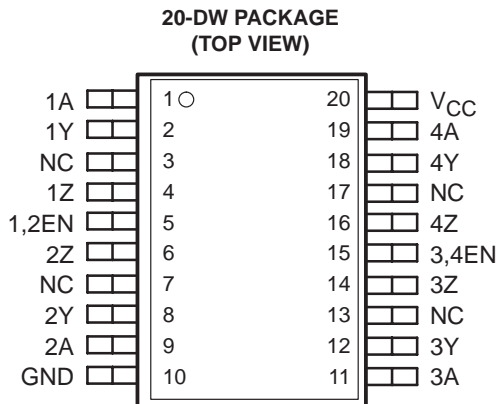 20-DW PACKAGE
(TOP VIEW)
1A 1 20 VCC
1Y 2 19 4A
NC 3 18 4Y
1Z 4 17 NC
1,2EN 5 16 4Z
2Z 6 15 3,4EN
NC 7 14 3Z
2Y 8 13 NC
2A 9 12 3Y
GND 10 11 3A